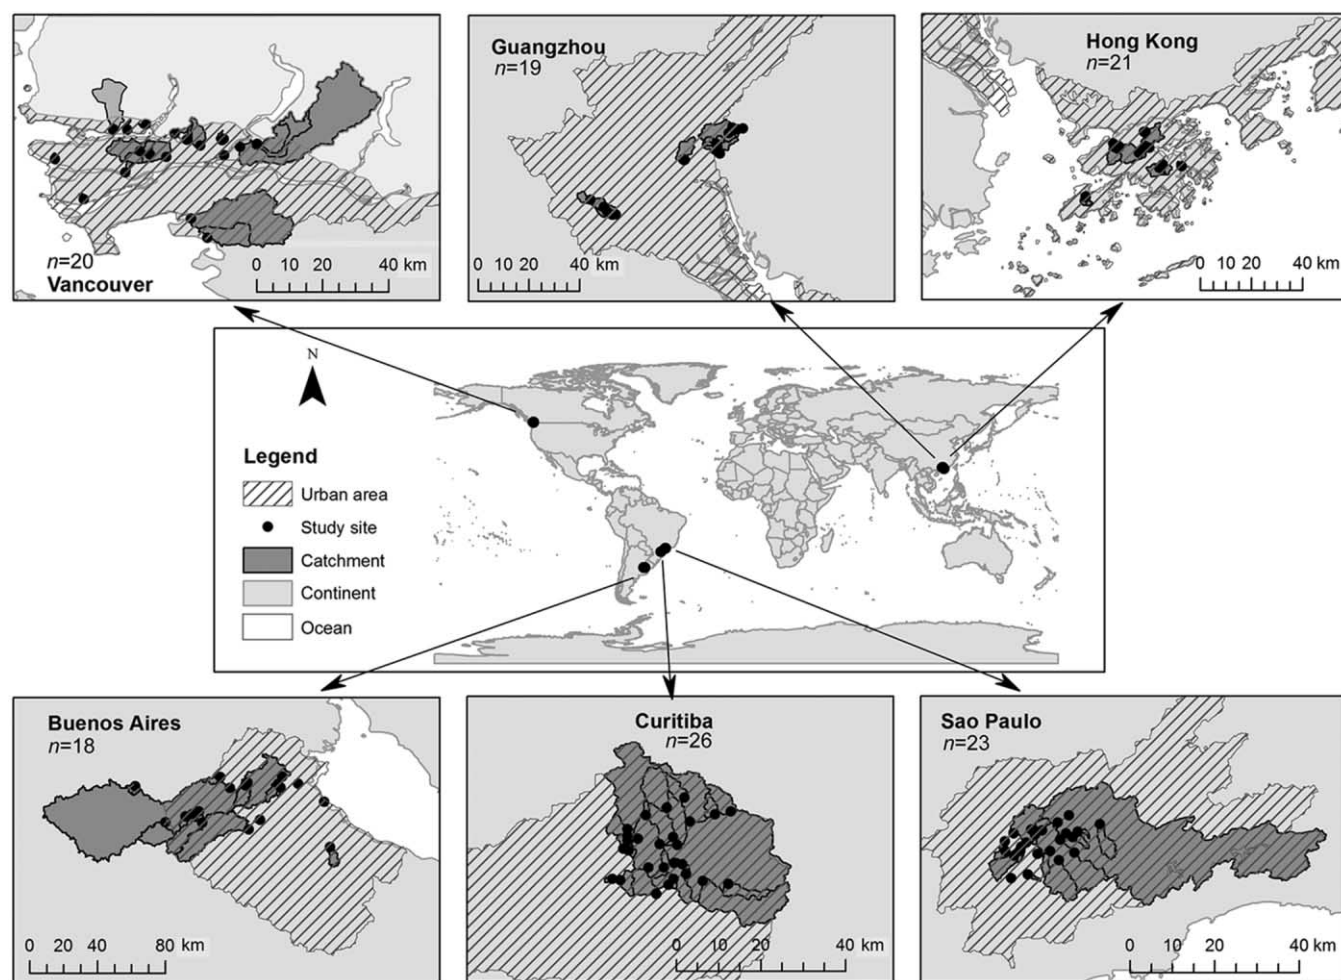 Guangzhou
n=19
Hong Kong
n=21
n=20
Vancouver
0 10 20 40 km
0 10 20 40 km
0 10 20 40 km
N
Legend
Urban area
Study site
Catchment
Continent
Ocean
Buenos Aires
n=18
Curitiba
n=26
Sao Paulo
n=23
0 20 40 80 km
0 10 20 40 km
0 10 20 40 km